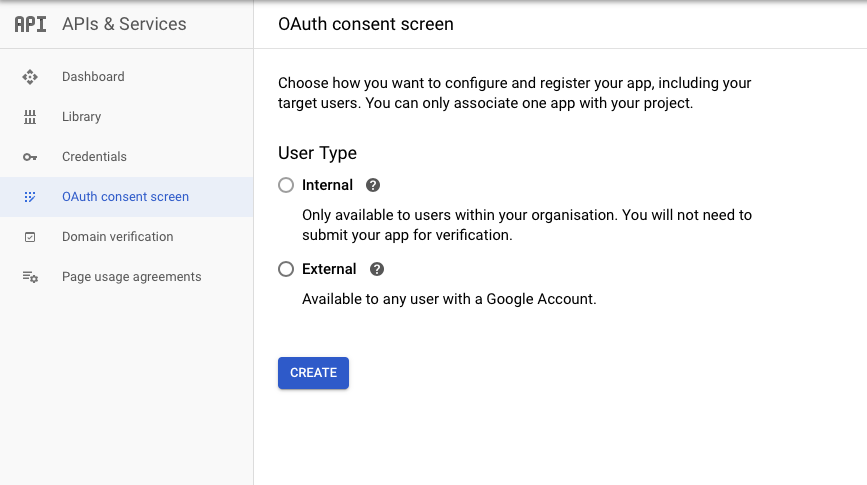 API APIs & Services
Dashboard
Library
Credentials
OAuth consent screen
Domain verification
Page usage agreements
OAuth consent screen
Choose how you want to configure and register your app, including your
target users. You can only associate one app with your project.
User Type
Internal ?
Only available to users within your organisation. You will not need to
submit your app for verification.
External ?
Available to any user with a Google Account.
CREATE